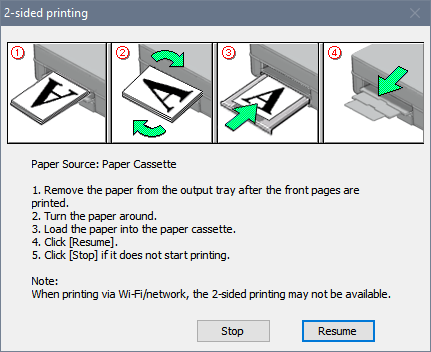 2-sided printing
① ② ③ ④
A A A
Paper Source: Paper Cassette
1. Remove the paper from the output tray after the front pages are
printed.
2. Turn the paper around.
3. Load the paper into the paper cassette.
4. Click [Resume].
5. Click [Stop] if it does not start printing.
Note:
When printing via Wi-Fi/network, the 2-sided printing may not be available.
Stop Resume